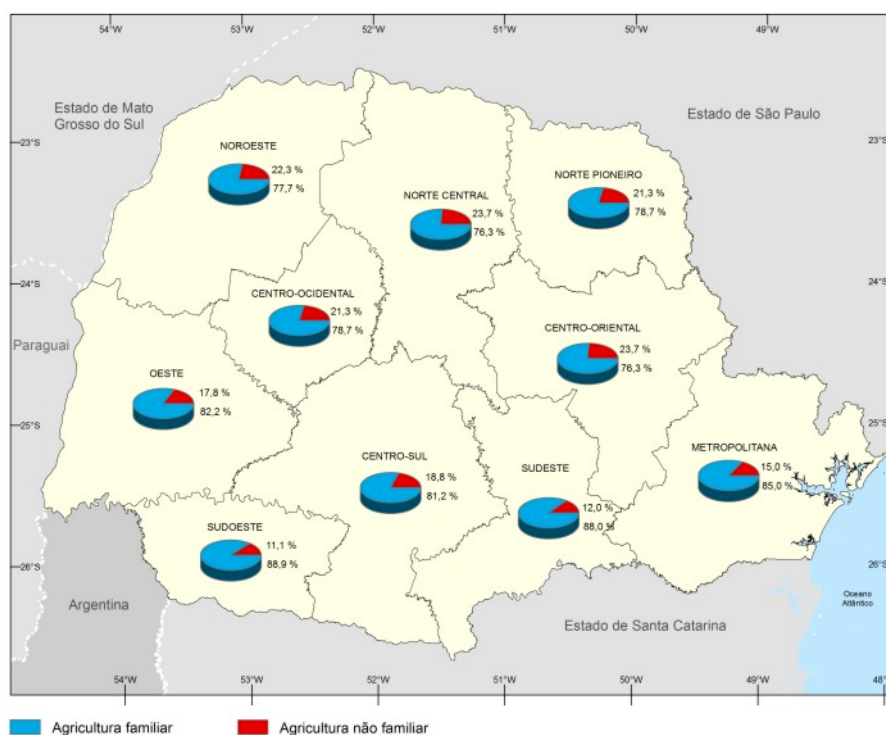 54°W 53°W 52°W 51°W 50°W 49°W
Estado de Mato
Grosso do Sul
Estado de São Paulo
23°S 23°S
NOROESTE
22,3 %
77,7 %
NORTE CENTRAL
23,7 %
76,3 %
NORTE PIONEIRO
21,3 %
78,7 %
24°S 24°S
CENTRO-OCIDENTAL
21,3 %
78,7 %
CENTRO-ORIENTAL
23,7 %
76,3 %
Paraguai
OESTE
17,8 %
82,2 %
25°S 25°S
CENTRO-SUL
18,8 %
81,2 %
SUDESTE
12,0 %
88,0 %
METROPOLITANA
15,0 %
85,0 %
SUDOESTE
11,1 %
88,9 %
26°S 26°S
Argentina
Estado de Santa Catarina
Oceano
Atlântico
54°W 53°W 52°W 51°W 50°W 49°W 48°W
Agricultura familiar Agricultura não familiar